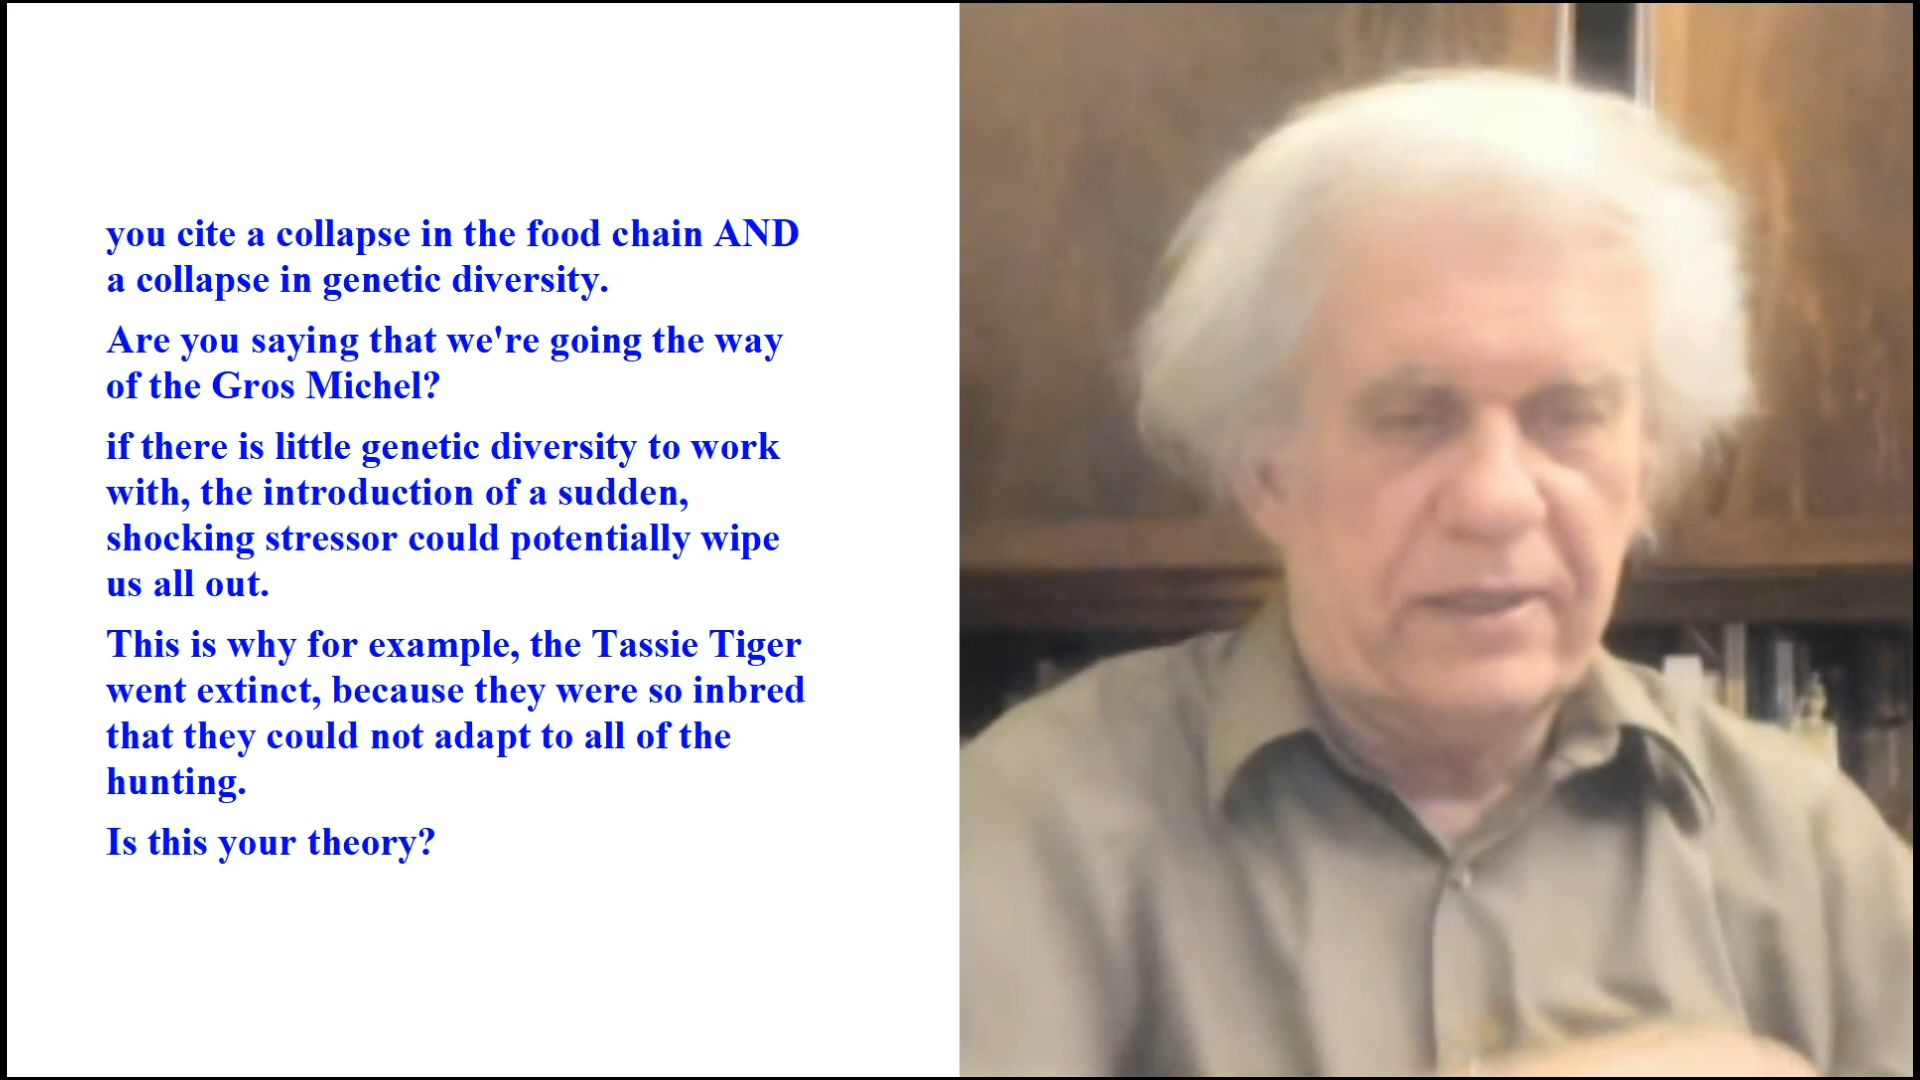 you cite a collapse in the food chain AND
a collapse in genetic diversity.
Are you saying that we're going the way
of the Gros Michel?
if there is little genetic diversity to work
with, the introduction of a sudden,
shocking stressor could potentially wipe
us all out.
This is why for example, the Tassie Tiger
went extinct, because they were so inbred
that they could not adapt to all of the
hunting.
Is this your theory?